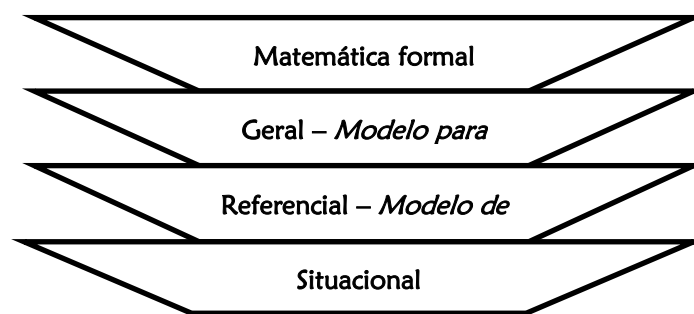 Matemática formal
Geral – Modelo para
Referencial – Modelo de
Situacional